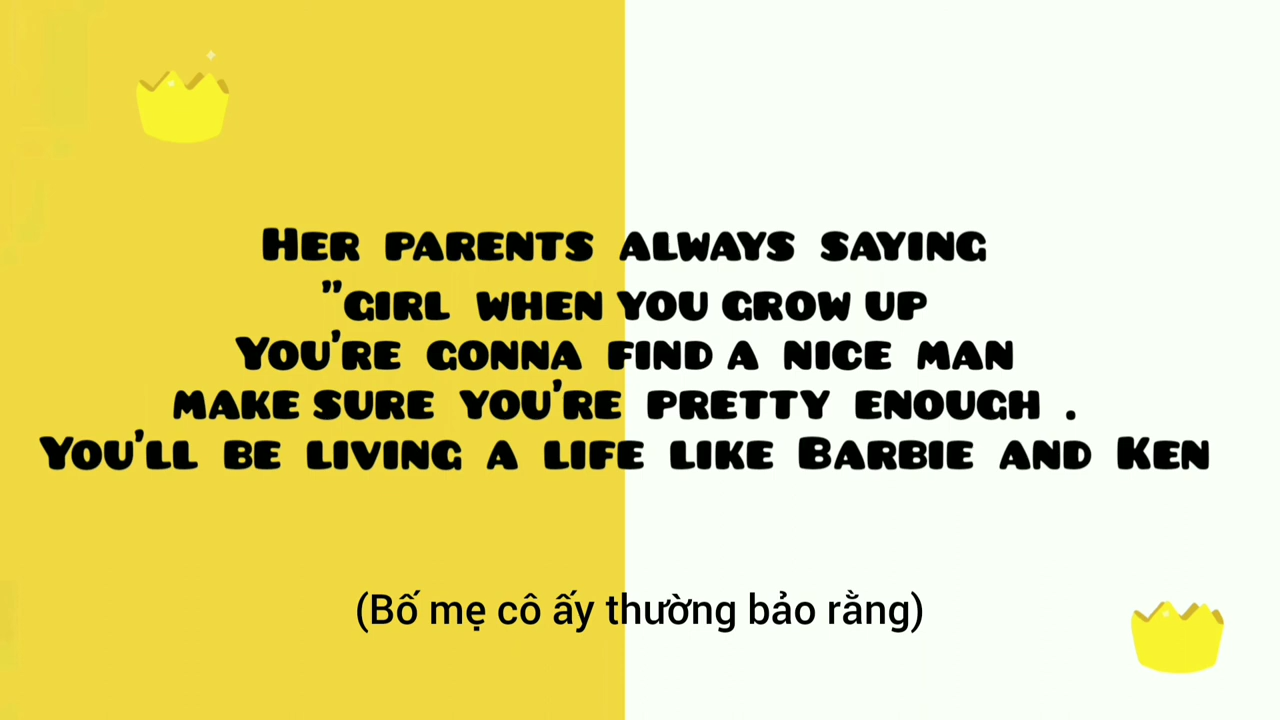 Her parents always saying
"girl when you grow up
You're gonna find a nice man
make sure you're pretty enough .
You'll be living a life like Barbie and Ken
(Bố mẹ cô ấy thường bảo rằng)